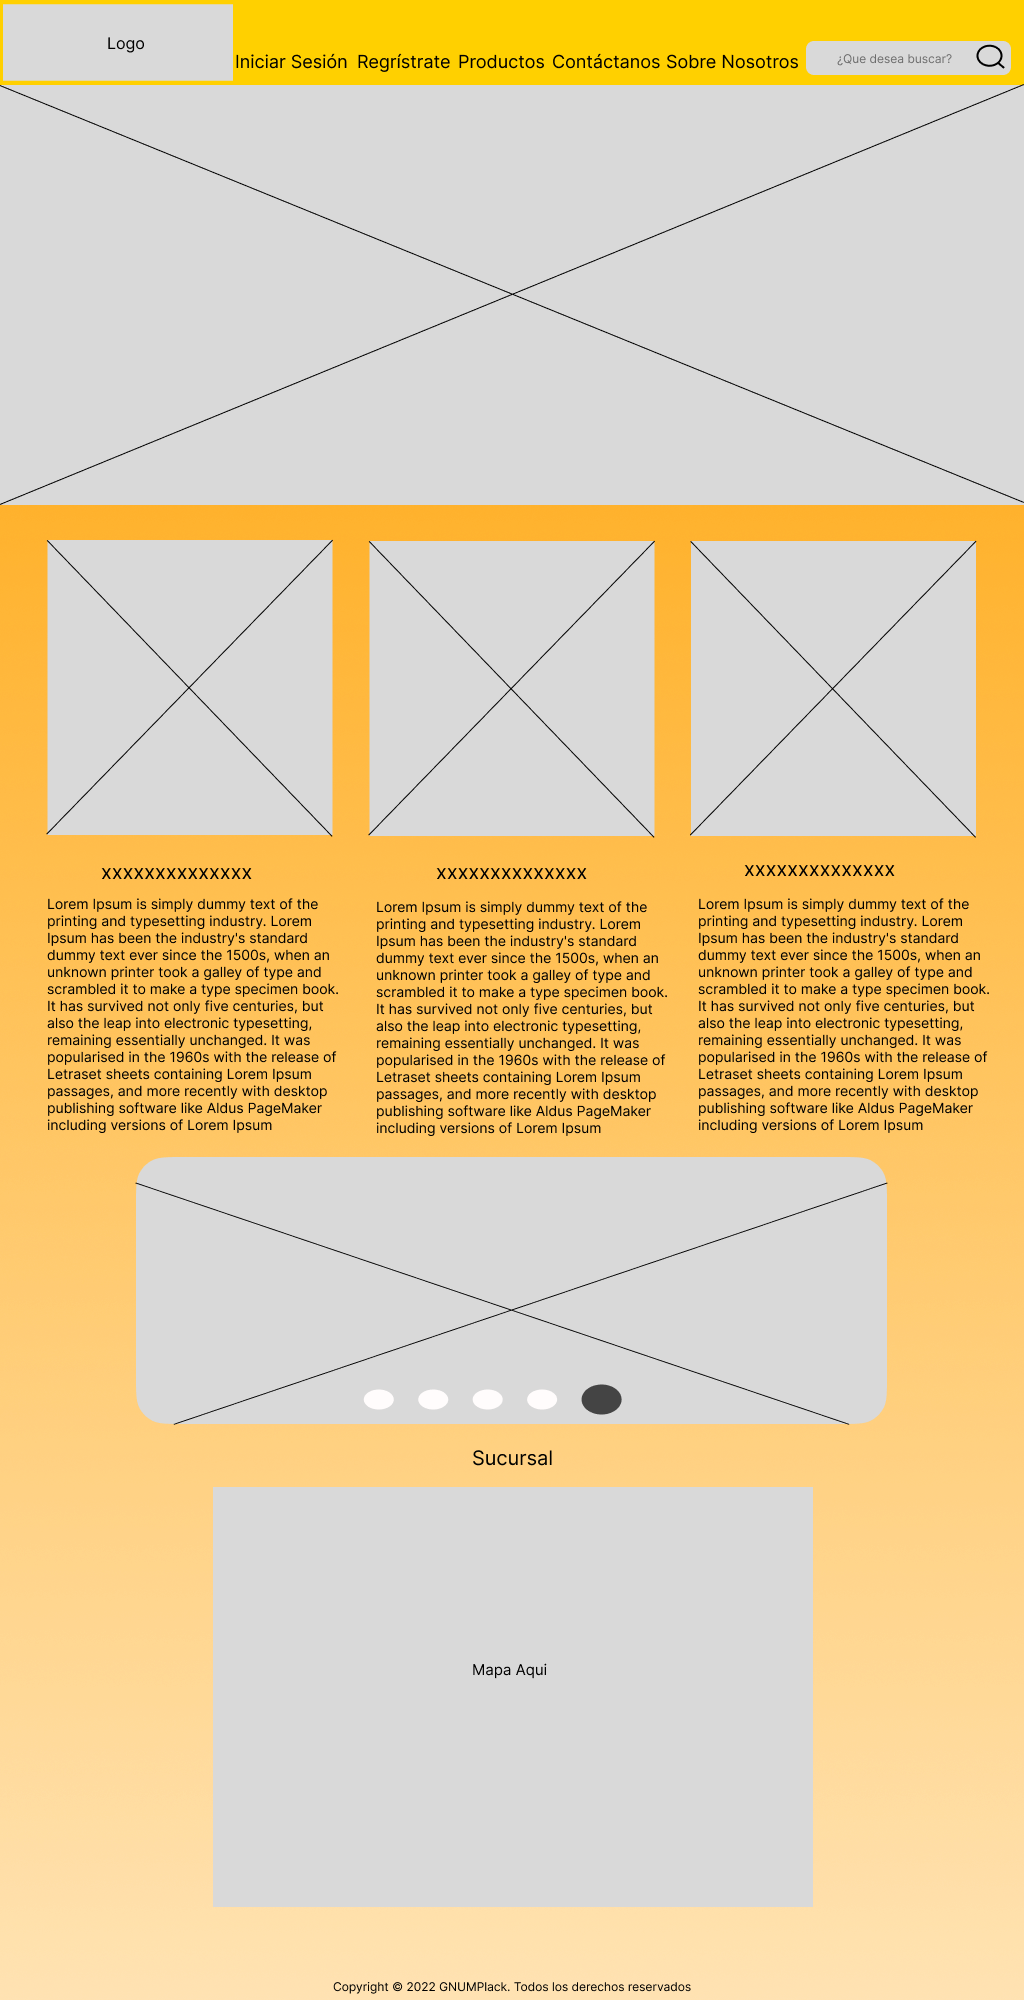 Logo
Iniciar Sesión Regrístrate Productos Contáctanos Sobre Nosotros ¿Que desea buscar?
xxxxxxxxxxxxxx
Lorem Ipsum is simply dummy text of the
printing and typesetting industry. Lorem
Ipsum has been the industry's standard
dummy text ever since the 1500s, when an
unknown printer took a galley of type and
scrambled it to make a type specimen book.
It has survived not only five centuries, but
also the leap into electronic typesetting,
remaining essentially unchanged. It was
popularised in the 1960s with the release of
Letraset sheets containing Lorem Ipsum
passages, and more recently with desktop
publishing software like Aldus PageMaker
including versions of Lorem Ipsum
xxxxxxxxxxxxxx
Lorem Ipsum is simply dummy text of the
printing and typesetting industry. Lorem
Ipsum has been the industry's standard
dummy text ever since the 1500s, when an
unknown printer took a galley of type and
scrambled it to make a type specimen book.
It has survived not only five centuries, but
also the leap into electronic typesetting,
remaining essentially unchanged. It was
popularised in the 1960s with the release of
Letraset sheets containing Lorem Ipsum
passages, and more recently with desktop
publishing software like Aldus PageMaker
including versions of Lorem Ipsum
xxxxxxxxxxxxxx
Lorem Ipsum is simply dummy text of the
printing and typesetting industry. Lorem
Ipsum has been the industry's standard
dummy text ever since the 1500s, when an
unknown printer took a galley of type and
scrambled it to make a type specimen book.
It has survived not only five centuries, but
also the leap into electronic typesetting,
remaining essentially unchanged. It was
popularised in the 1960s with the release of
Letraset sheets containing Lorem Ipsum
passages, and more recently with desktop
publishing software like Aldus PageMaker
including versions of Lorem Ipsum
Sucursal
Mapa Aqui
Copyright © 2022 GNUMPlack. Todos los derechos reservados